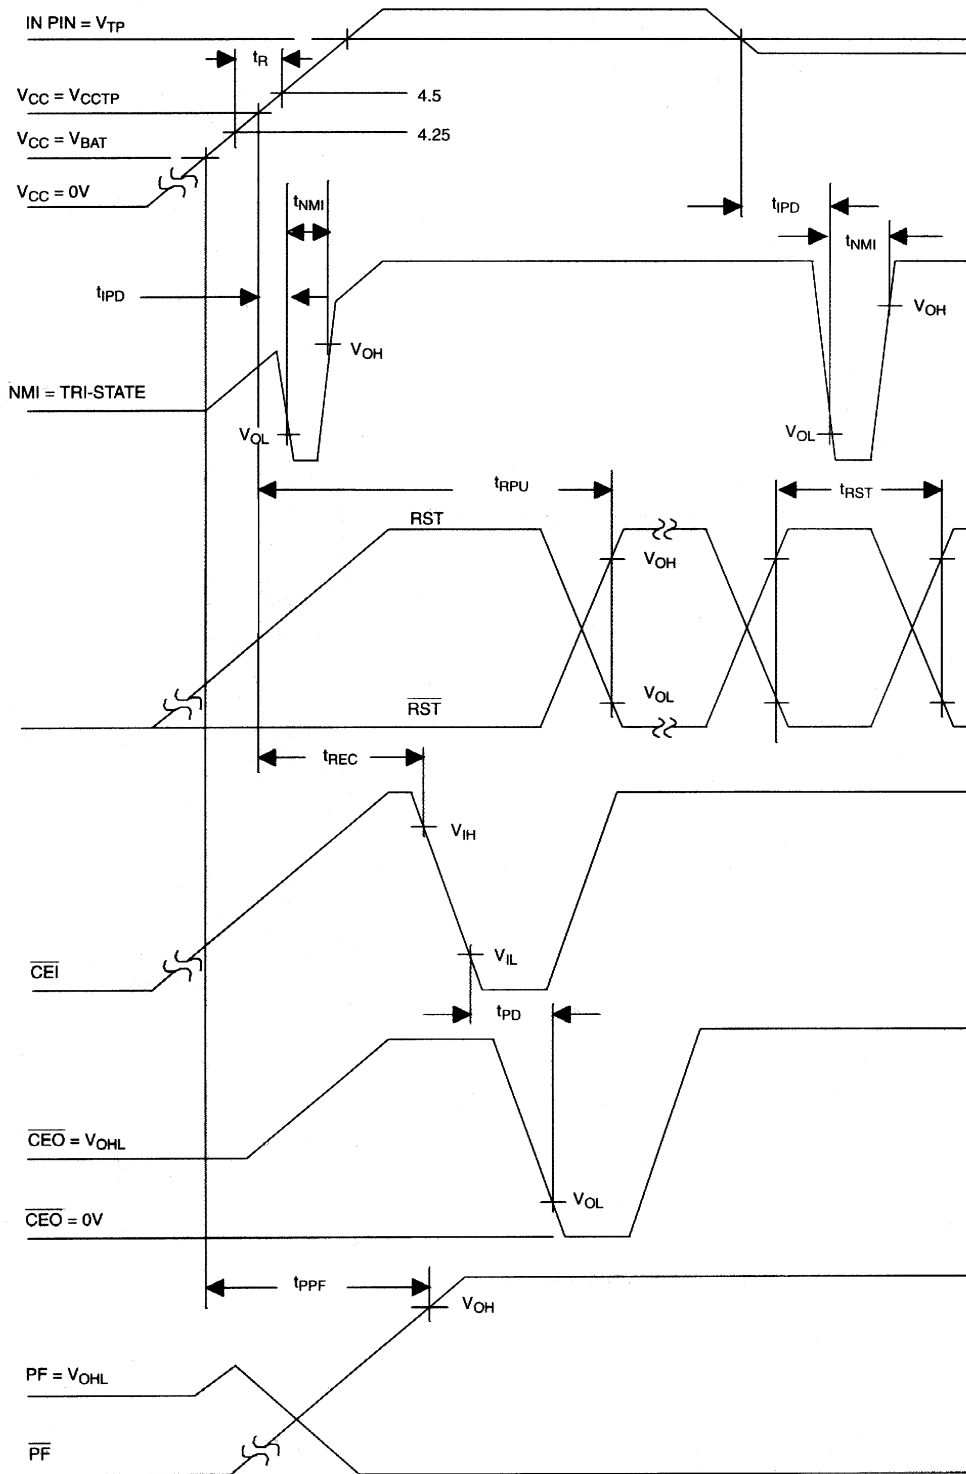 IN PIN = VTP
tR
4.5
VCC = VCCTP
4.25
VCC = VBAT
VCC = 0V
tNMI
tIPD
tNMI
tIPD
VOH
VOH
NMI = TRI-STATE
VOL
VOL
tRPU
tRST
RST
VOH
VOL
RST
tREC
VIH
VIL
CEI
tPD
CEO = VOHL
VOL
CEO = 0V
tPPF
VOH
PF = VOHL
PF